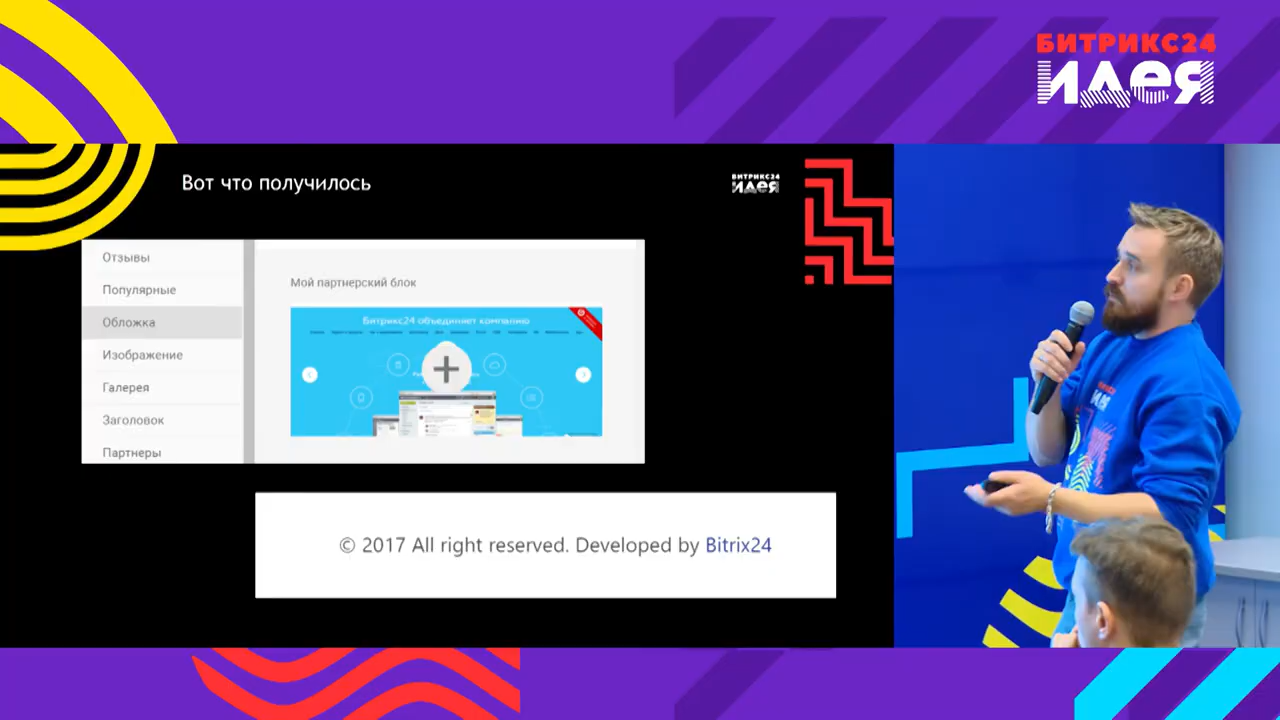 БИТРИКС24
ИДЕЯ
Вот что получилось
БИТРИКС24
ИДЕЯ
Отзывы
Популярные
Обложка
Изображение
Галерея
Заголовок
Партнеры
Мой партнерский блок
Битрикс24 объединяет компанию
© 2017 All right reserved. Developed by Bitrix24
ИДЕЯ